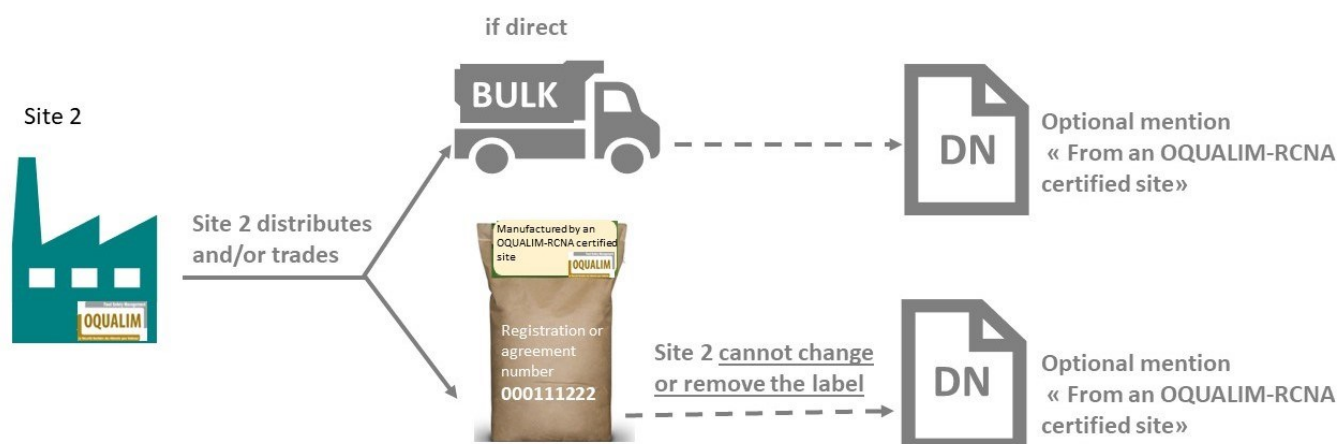 if direct
BULK
Site 2
DN
Optional mention
« From an OQUALIM-RCNA
certified site»
Site 2 distributes
and/or trades
Manufactured by an
OQUALIM-RCNA certified
site
OQUALIM
OQUALIM
Registration or
agreement
number
000111222
Site 2 cannot change
or remove the label
DN
Optional mention
« From an OQUALIM-RCNA
certified site»